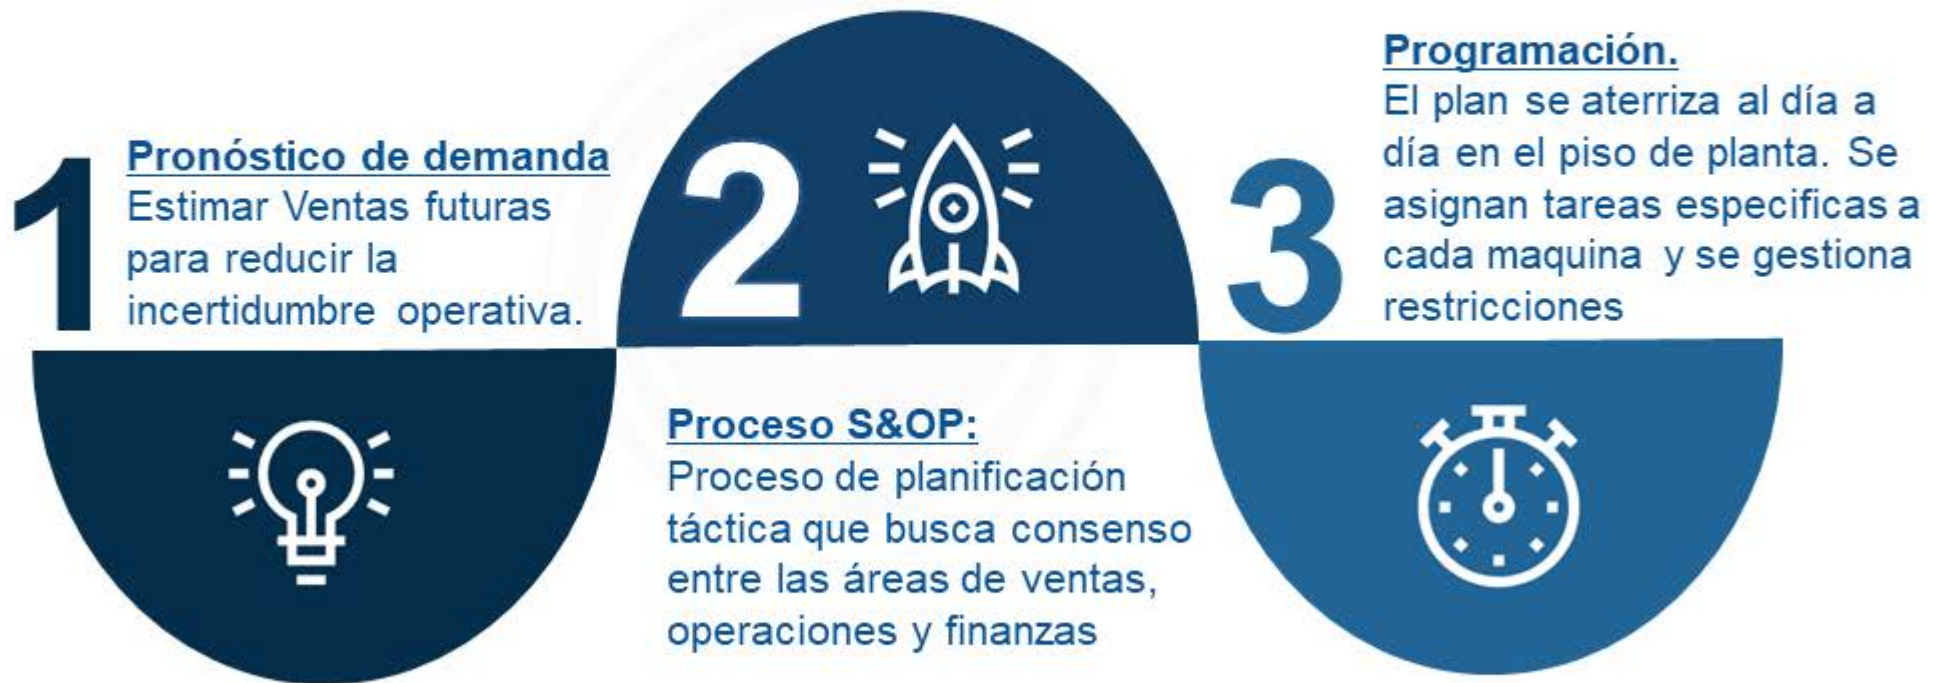 1
Pronóstico de demanda
Estimar Ventas futuras
para reducir la
incertidumbre operativa.
2
Proceso S&OP:
Proceso de planificación
táctica que busca consenso
entre las áreas de ventas,
operaciones y finanzas
3
Programación.
El plan se aterriza al día a
día en el piso de planta. Se
asignan tareas especificas a
cada maquina y se gestiona
restricciones